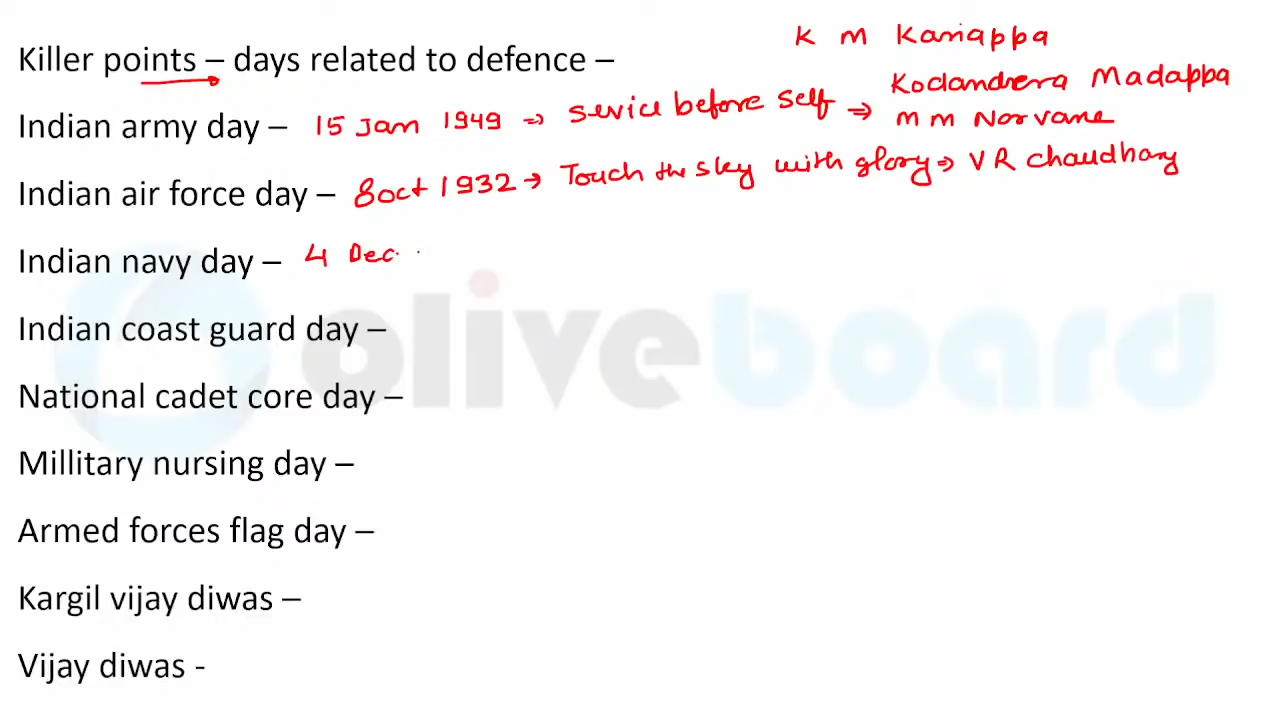 K M Kariappa
Killer points – days related to defence –
Kodandera Madappa
Indian army day – 15 Jan 1949 => sevice before self =>
M M Norvane
Indian air force day – 8 oct 1932 → Touch the sky with glory => V R chaudhary
Indian navy day – 4 Dec.
Indian coast guard day –
National cadet core day –
Millitary nursing day –
Armed forces flag day –
Kargil vijay diwas –
Vijay diwas -
oliveboard